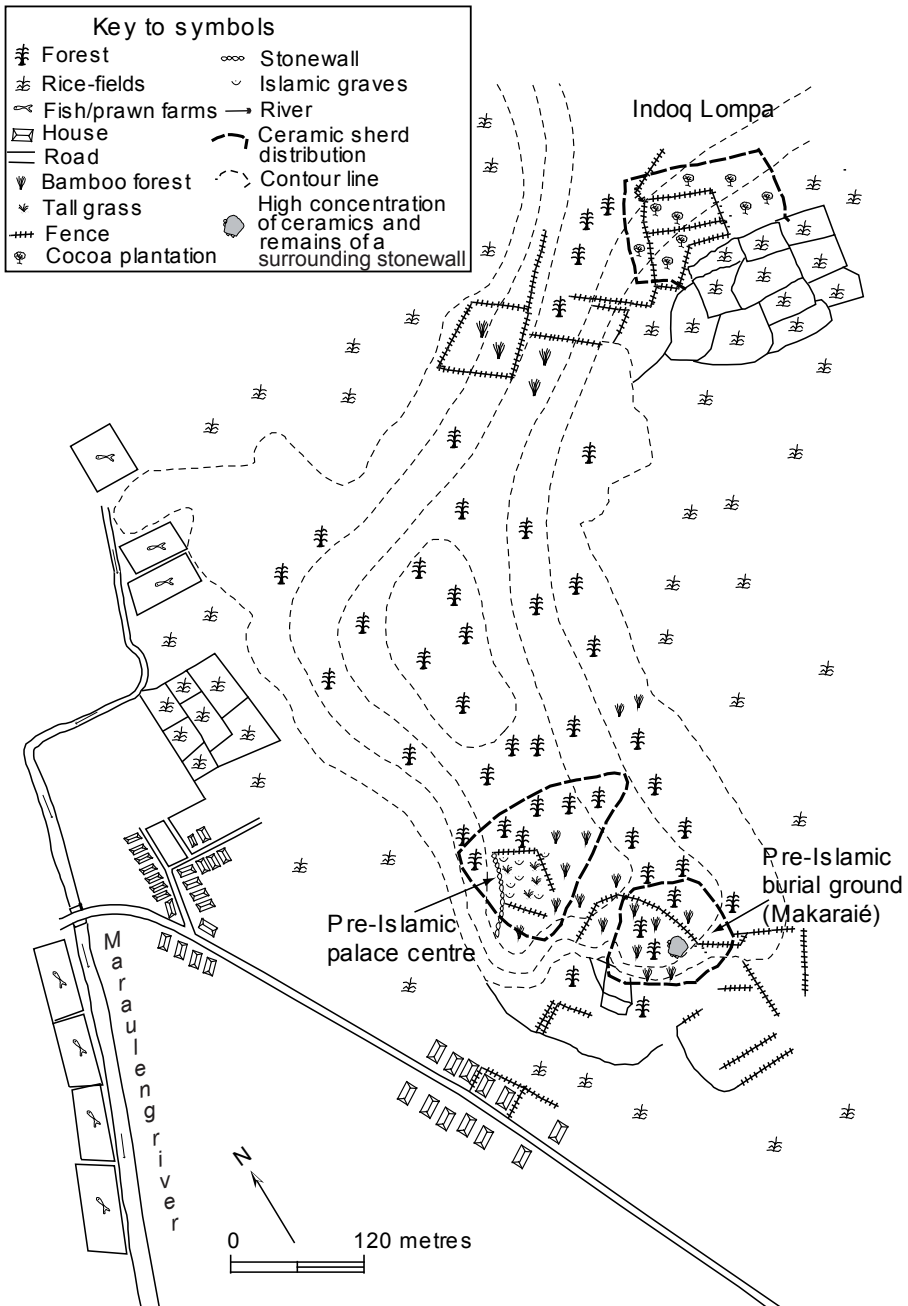 Key to symbols
Forest
Rice-fields
Fish/prawn farms
House
Road
Bamboo forest
Tall grass
Fence
Cocoa plantation
Stonewall
Islamic graves
River
Ceramic sherd
distribution
Contour line
High concentration
of ceramics and
remains of a
surrounding stonewall
Indoq Lompa
Pre-Islamic
palace centre
Pre-Islamic
burial ground
(Makaraié)
Marauleng river
N
0 120 metres